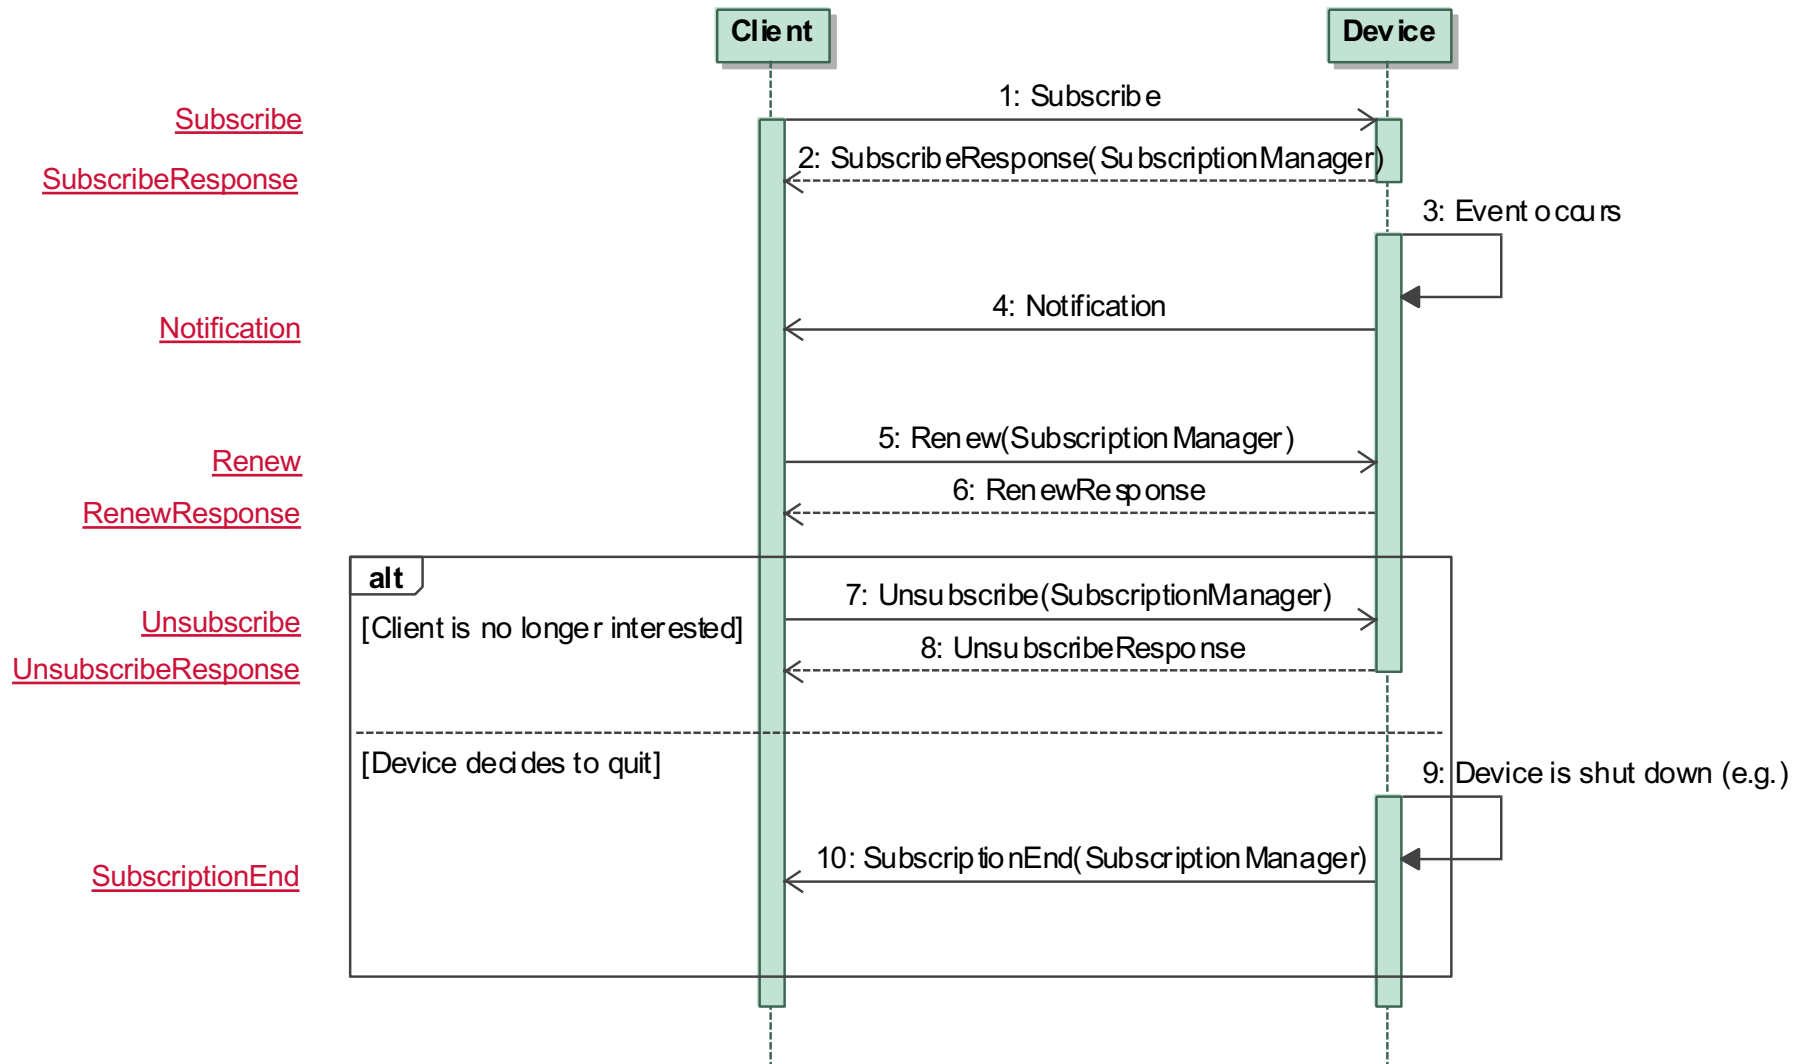 Client
Device
1: Subscribe
Subscribe
2: SubscribeResponse(SubscriptionManager)
SubscribeResponse
3: Event occurs
4: Notification
Notification
5: Renew(SubscriptionManager)
Renew
6: RenewResponse
RenewResponse
alt
7: Unsubscribe(SubscriptionManager)
Unsubscribe
[Client is no longer interested]
8: UnsubscribeResponse
UnsubscribeResponse
[Device decides to quit]
9: Device is shut down (e.g.)
10: SubscriptionEnd(SubscriptionManager)
SubscriptionEnd